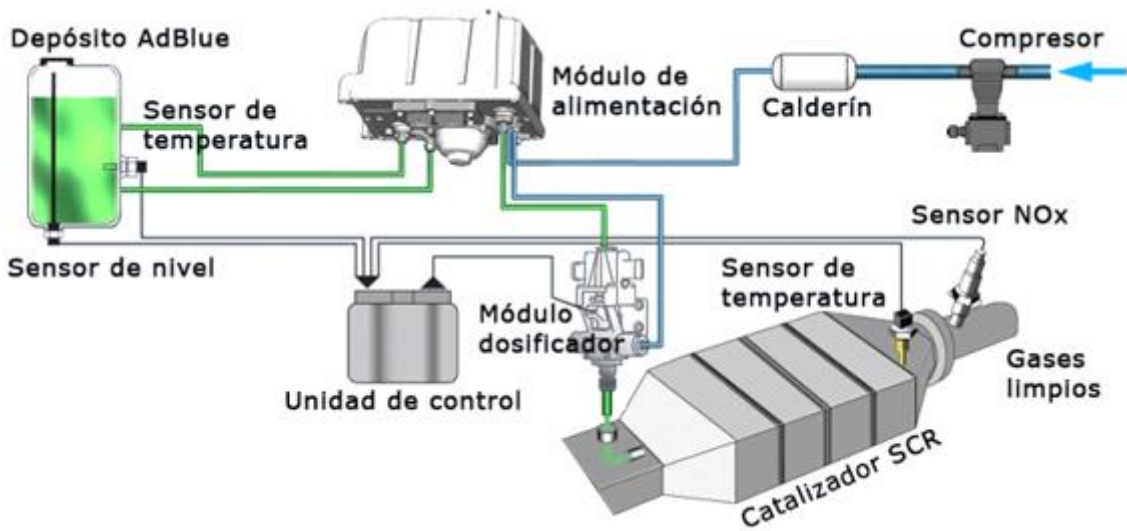 Depósito AdBlue
Sensor de
temperatura
Módulo de
alimentación
Calderín
Compresor
Sensor de nivel
Unidad de control
Módulo
dosificador
Sensor de
temperatura
Sensor NOx
Gases
limpios
Catalizador SCR